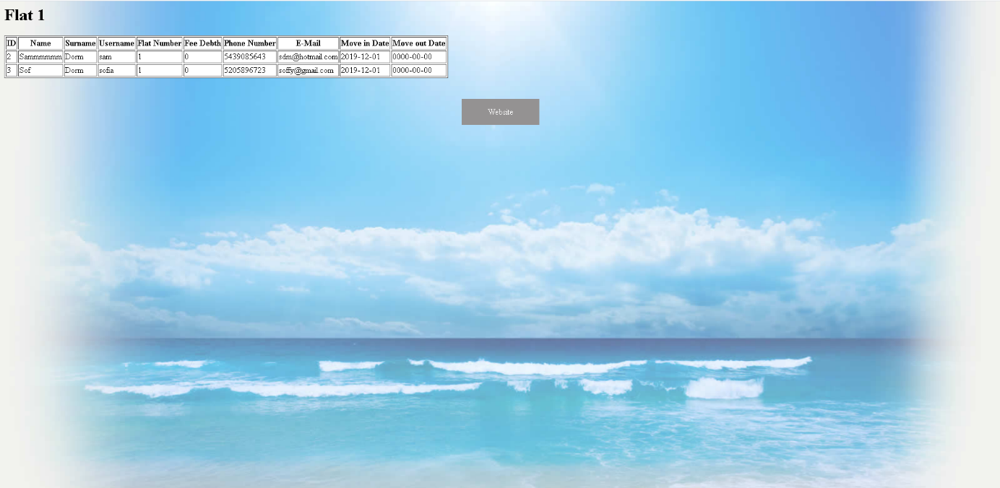 Flat 1
ID Name Surname Username Flat Number Fee Debth Phone Number E-Mail Move in Date Move out Date
2 Sammmmmm Dorm sam 1 0 5439085643 sdm@hotmail.com 2019-12-01 0000-00-00
3 Sof Dorm sofia 1 0 5205896723 soffy@gmail.com 2019-12-01 0000-00-00
Website